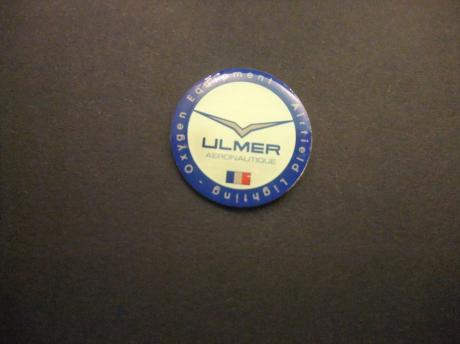 Oxygen Equipment - Airfield Lighting -
ULMER
AERONAUTIQUE